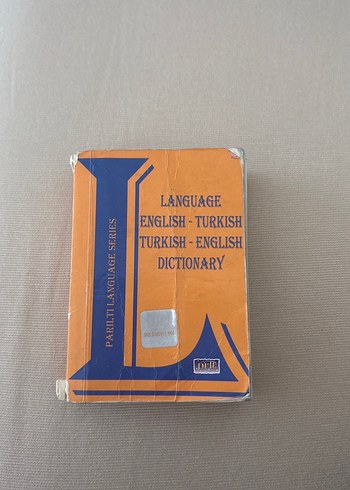 LANGUAGE
ENGLISH - TURKISH
TURKISH - ENGLISH
DICTIONARY
PARILTI LANGUAGE SERIES